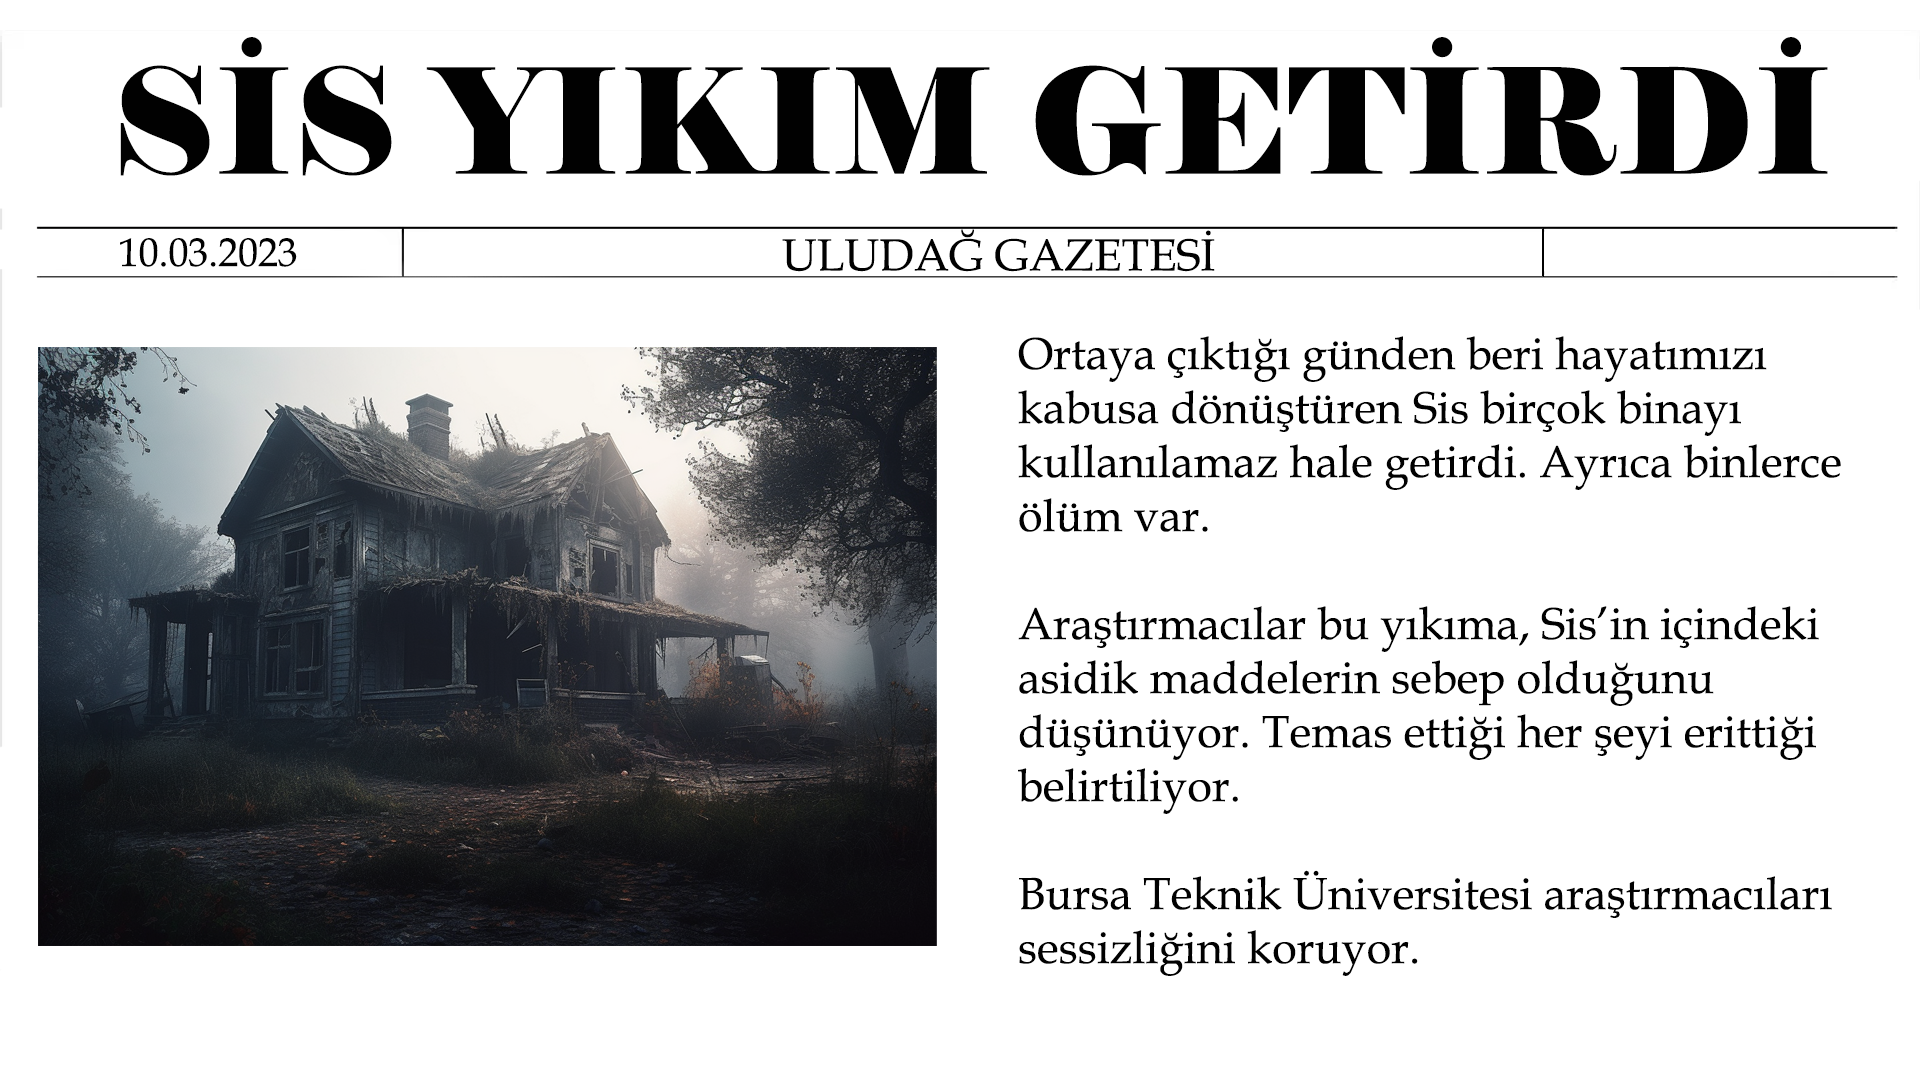 SİS YIKIM GETİRDİ
10.03.2023
ULUDAĞ GAZETESİ
Ortaya çıktığı günden beri hayatımızı
kabusa dönüştüren Sis birçok binayı
kullanılamaz hale getirdi. Ayrıca binlerce
ölüm var.
Araştırmacılar bu yıkıma, Sis’in içindeki
asidik maddelerin sebep olduğunu
düşünüyor. Temas ettiği her şeyi erittiği
belirtiliyor.
Bursa Teknik Üniversitesi araştırmacıları
sessizliğini koruyor.